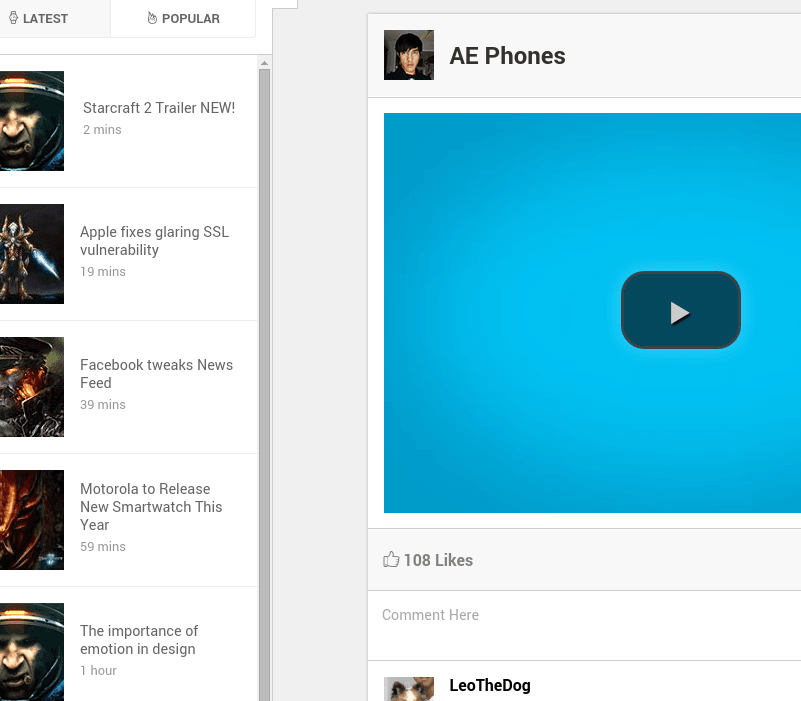 LATEST
POPULAR
Starcraft 2 Trailer NEW!
2 mins
Apple fixes glaring SSL
vulnerability
19 mins
Facebook tweaks News
Feed
39 mins
Motorola to Release
New Smartwatch This
Year
59 mins
The importance of
emotion in design
1 hour
AE Phones
108 Likes
Comment Here
LeoTheDog